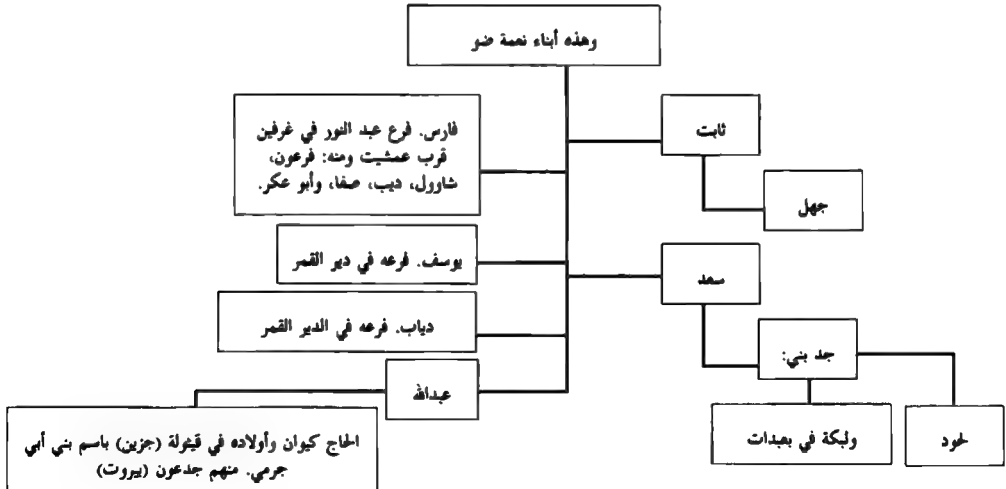 وهذه أبناء نعمة ضو
ثابت
جهل
فارس. فرع عبد النور في غرفين
قرب عمشيت ومنه: فرعون،
شاوول، ديب، صفا، وأبو عكر.
سعد
جد بني:
لحود
ولبكة في بعبدات
يوسف. فرعه في دير القمر
دياب. فرعه في الدير القمر
عبدالله
الحاج كيوان وأولاده في قيتولة (جزين) باسم بني أبي
جرمي. منهم جدعون (بيروت)